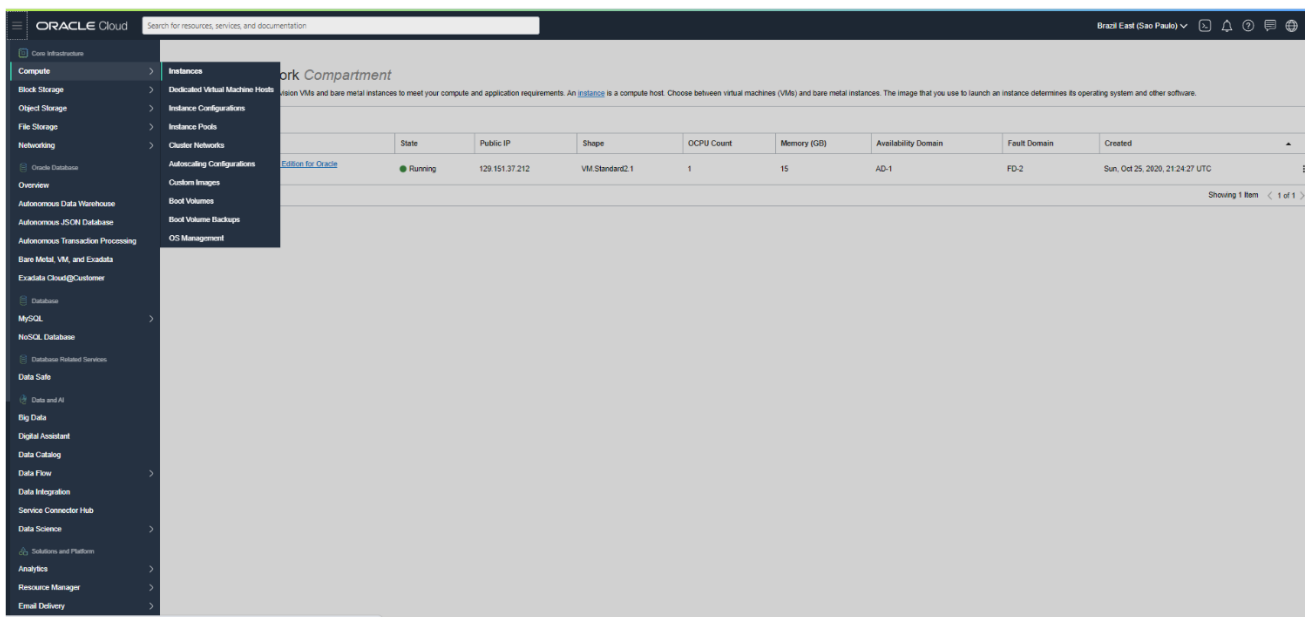 ORACLE Cloud
Search for resources, services, and documentation
Brazil East (Sao Paulo)
Core Infrastructure
Compute
Block Storage
Object Storage
File Storage
Networking
Oracle Database
Overview
Autonomous Data Warehouse
Autonomous JSON Database
Autonomous Transaction Processing
Bare Metal, VM, and Exadata
Exadata Cloud@Customer
Database
MySQL
NoSQL Database
Database Related Services
Data Safe
Data and AI
Big Data
Digital Assistant
Data Catalog
Data Flow
Data Integration
Service Connector Hub
Data Science
Solutions and Platform
Analytics
Resource Manager
Email Delivery
Instances
Dedicated Virtual Machine Hosts
Instance Configurations
Instance Pools
Cluster Networks
Autoscaling Configurations
Custom Images
Boot Volumes
Boot Volume Backups
OS Management
ork Compartment
vision VMs and bare metal instances to meet your compute and application requirements. An instance is a compute host. Choose between virtual machines (VMs) and bare metal instances. The image that you use to launch an instance determines its operating system and other software.
State Public IP Shape OCPU Count Memory (GB) Availability Domain Fault Domain Created
Edition for Oracle
Running 129.151.37.212 VM.Standard2.1 1 15 AD-1 FD-2 Sun, Oct 25, 2020, 21:24:27 UTC
Showing 1 Item < 1 of 1 >